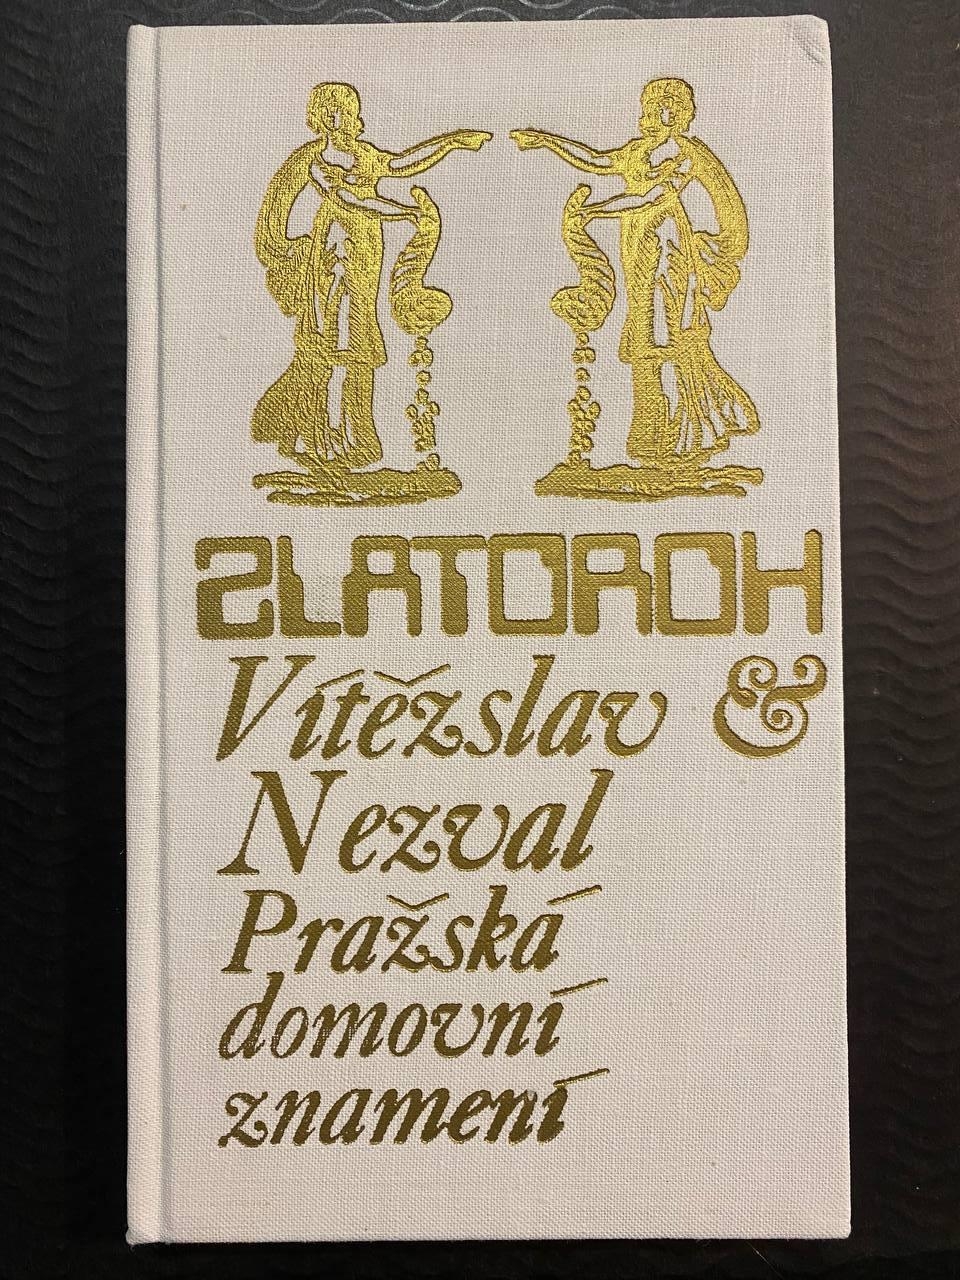 ZLATOROH
Vítězslav &
Nezval
Pražská
domovní
znamení